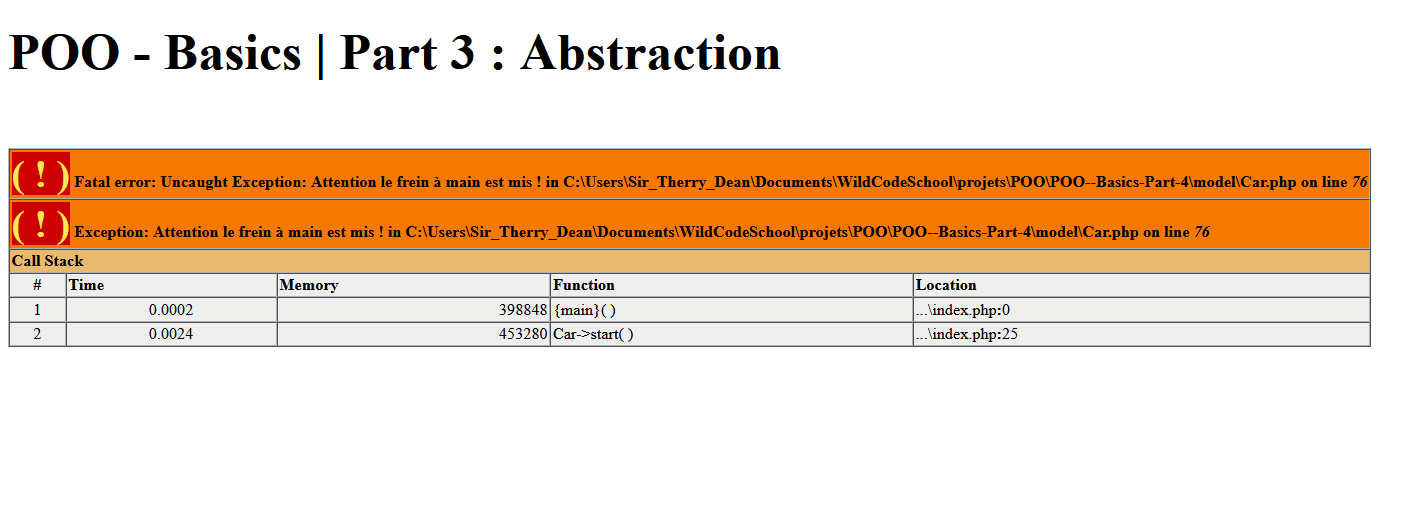 POO - Basics | Part 3 : Abstraction
( ! ) Fatal error: Uncaught Exception: Attention le frein à main est mis ! in C:\Users\Sir_Therry_Dean\Documents\WildCodeSchool\projets\POO\POO--Basics-Part-4\model\Car.php on line 76
( ! ) Exception: Attention le frein à main est mis ! in C:\Users\Sir_Therry_Dean\Documents\WildCodeSchool\projets\POO\POO--Basics-Part-4\model\Car.php on line 76
Call Stack
# Time Memory Function Location
1 0.0002 398848 {main}( ) ...\index.php:0
2 0.0024 453280 Car->start( ) ...\index.php:25